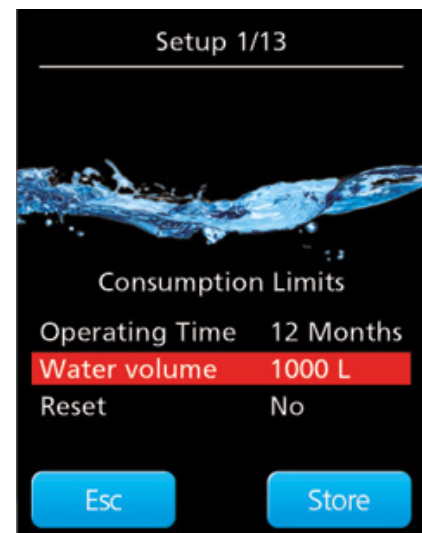 Setup 1/13
Consumption Limits
Operating Time 12 Months
Water volume 1000 L
Reset No
Esc Store